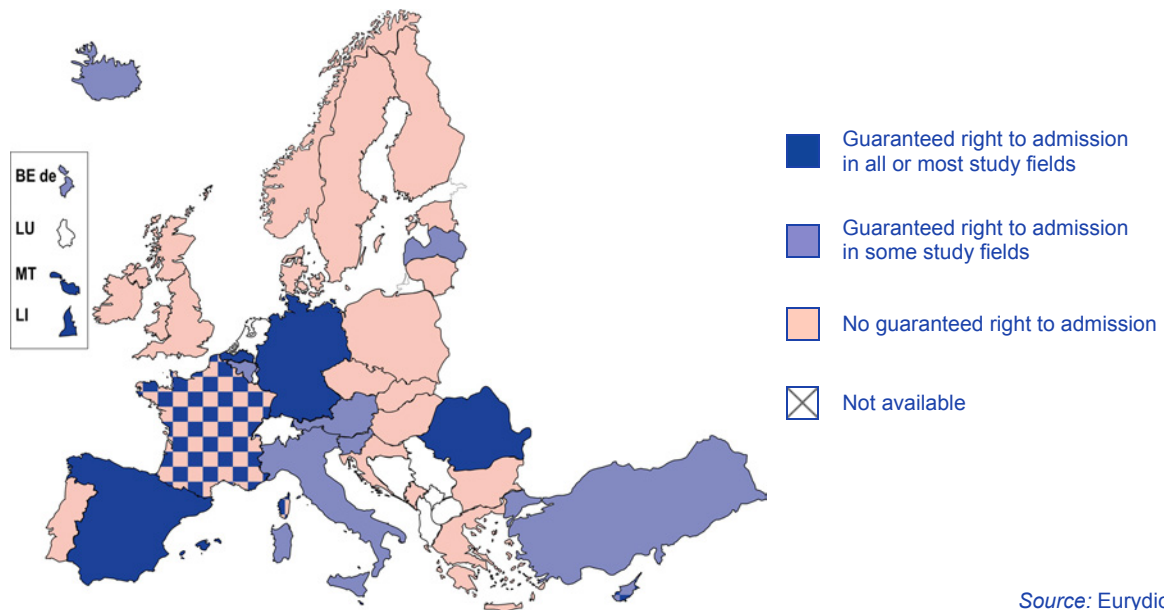 BE de
LU
MT
LI
Guaranteed right to admission
in all or most study fields
Guaranteed right to admission
in some study fields
No guaranteed right to admission
Not available
Source: